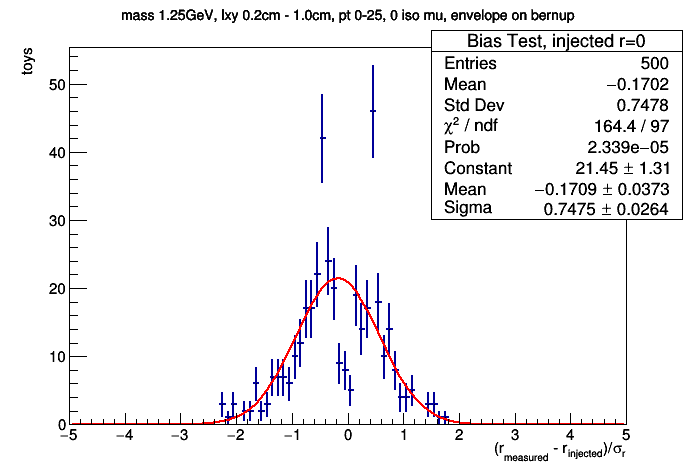 mass 1.25GeV, lxy 0.2cm - 1.0cm, pt 0-25, 0 iso mu, envelope on bernup
Bias Test, injected r=0
Entries 500
Mean −0.1702
Std Dev 0.7478
χ² / ndf 164.4 / 97
Prob 2.339e−05
Constant 21.45 ± 1.31
Mean −0.1709 ± 0.0373
Sigma 0.7475 ± 0.0264
toys
50
40
30
20
10
0
−5 −4 −3 −2 −1 0 1 2 3 4 5
(r_measured - r_injected)/σ_r